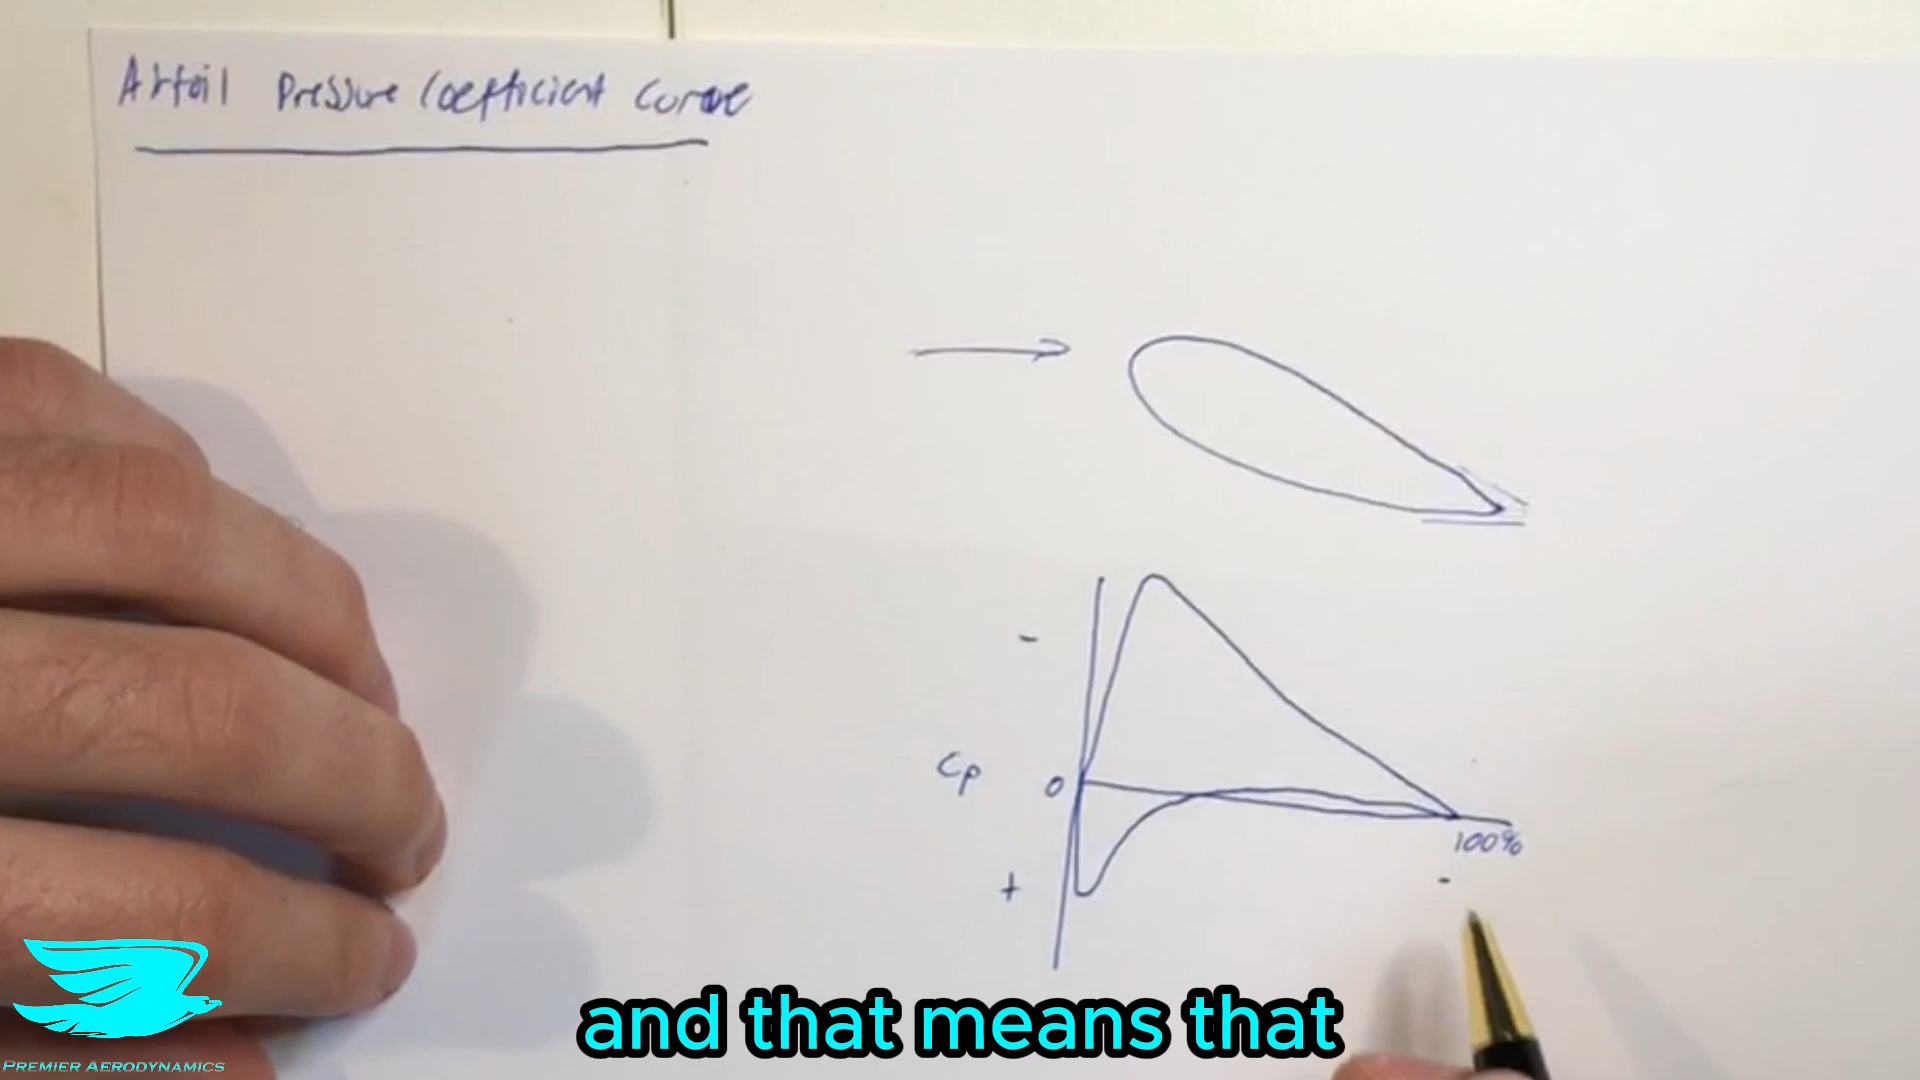 Airfoil Pressure Coefficient Curve
-
Cp 0
100%
+
-
and that means that
PREMIER AERODYNAMICS